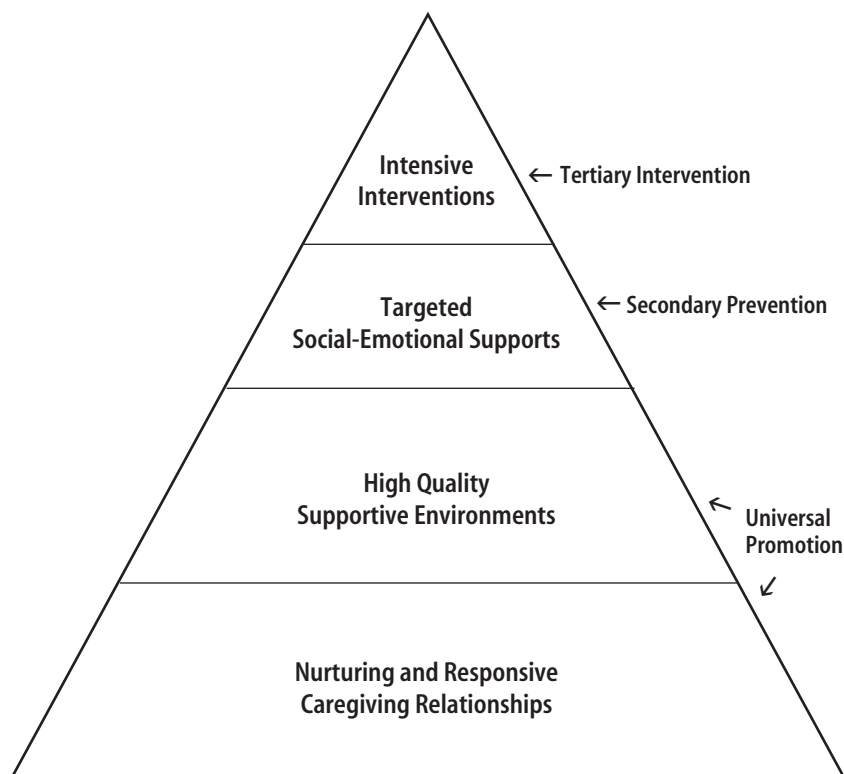 Intensive
Interventions
← Tertiary Intervention
Targeted
Social-Emotional Supports
← Secondary Prevention
High Quality
Supportive Environments
Universal
Promotion
Nurturing and Responsive
Caregiving Relationships